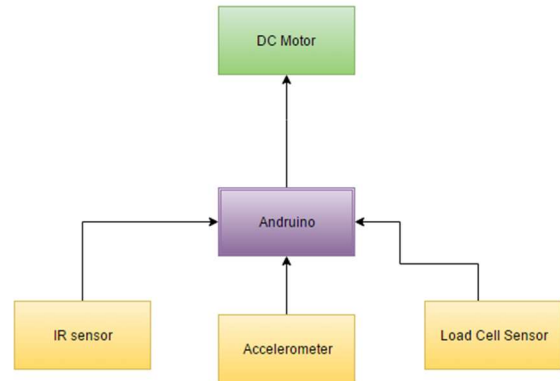 DC Motor
Andruino
IR sensor
Accelerometer
Load Cell Sensor